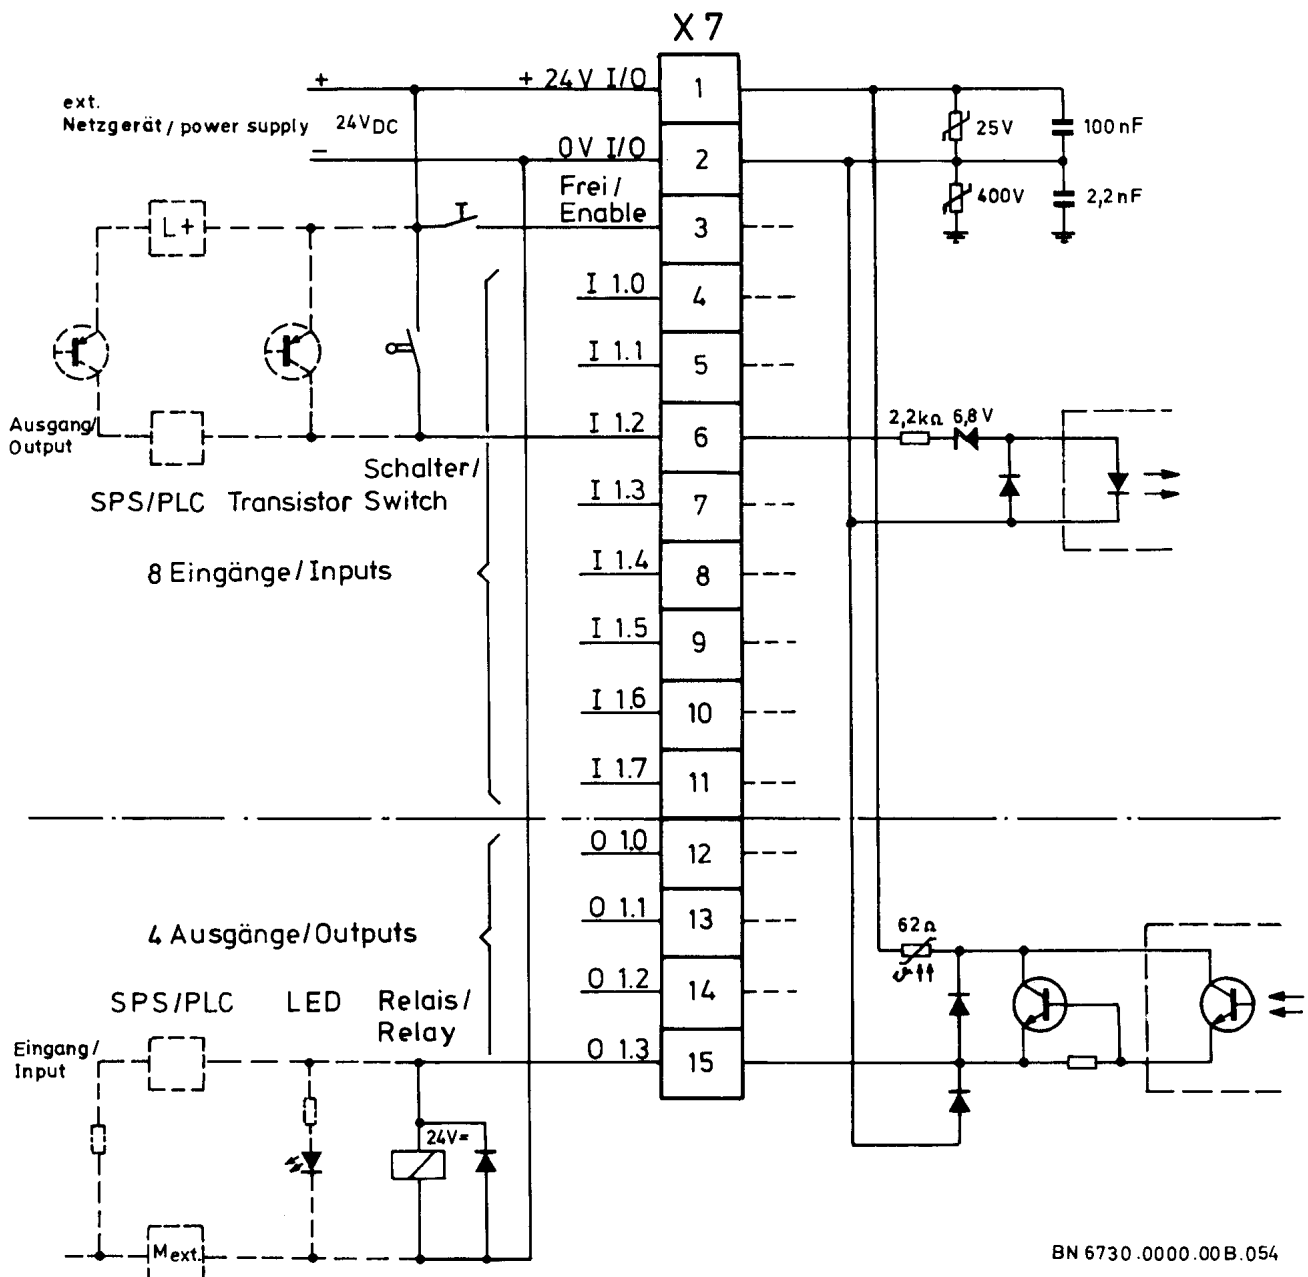 X 7
+ + 24V I/O 1
ext.
Netzgerät / power supply 24VDC
25V 100 nF
− 0V I/O 2
Frei /
Enable 3
400V 2,2nF
L+
I 1.0 4
I 1.1 5
Ausgang/
Output
I 1.2 6
2,2kΩ 6,8 V
Schalter/
SPS/PLC Transistor Switch
I 1.3 7
8 Eingänge / Inputs
I 1.4 8
I 1.5 9
I 1.6 10
I 1.7 11
O 1.0 12
O 1.1 13
4 Ausgänge/Outputs
62Ω
ϑ
O 1.2 14
SPS/PLC LED Relais /
Relay
Eingang/
Input
O 1.3 15
24V=
Mext.
BN 6730.0000.00B.054